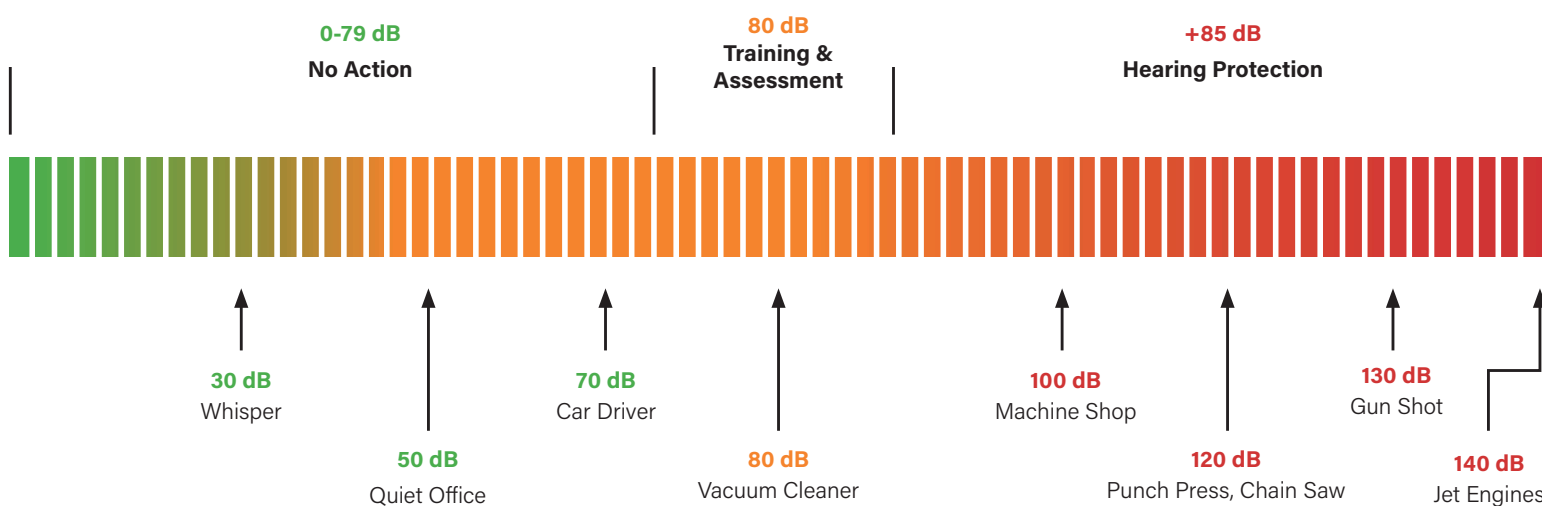 0-79 dB
No Action
80 dB
Training &
Assessment
+85 dB
Hearing Protection
30 dB
Whisper
50 dB
Quiet Office
70 dB
Car Driver
80 dB
Vacuum Cleaner
100 dB
Machine Shop
120 dB
Punch Press, Chain Saw
130 dB
Gun Shot
140 dB
Jet Engines